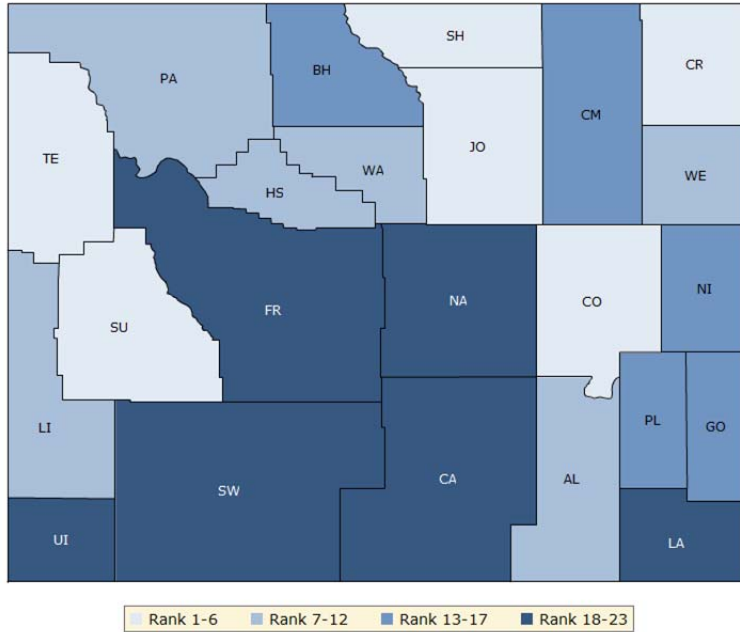 SH
CR
PA
BH
CM
TE
JO
WA
WE
HS
NI
FR
NA
CO
SU
LI
PL
GO
SW
CA
AL
UI
LA
Rank 1-6 Rank 7-12 Rank 13-17 Rank 18-23